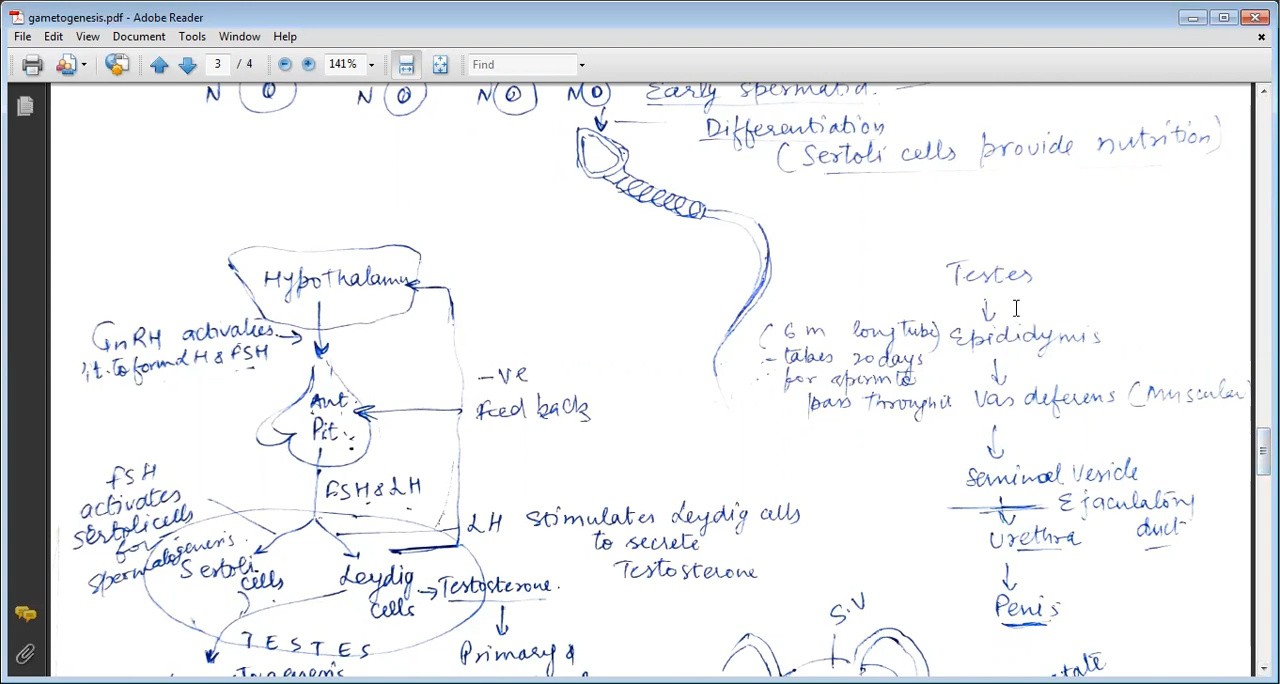 gametogenesis.pdf - Adobe Reader
File Edit View Document Tools Window Help
3 / 4 141% Find
N N N
Early spermatid.
Differentiation
(Sertoli cells provide nutrition)
Hypothalamus
GnRH activates
it to form LH & FSH
Ant.
Pit.
-ve
Feed back
FSH & LH
FSH
activates
Sertoli cells
for
spermatogenesis.
Sertoli
cells
Leydig
cells
Testosterone.
TESTES
Primary &
LH stimulates Leydig cells
to secrete
Testosterone
Testes
Epididymis
(6 m long tube)
- takes 20 days
for sperm to
pass through it
Vas deferens (Muscular)
Seminal Vesicle
Ejaculatory
duct
Urethra
Penis
S.V